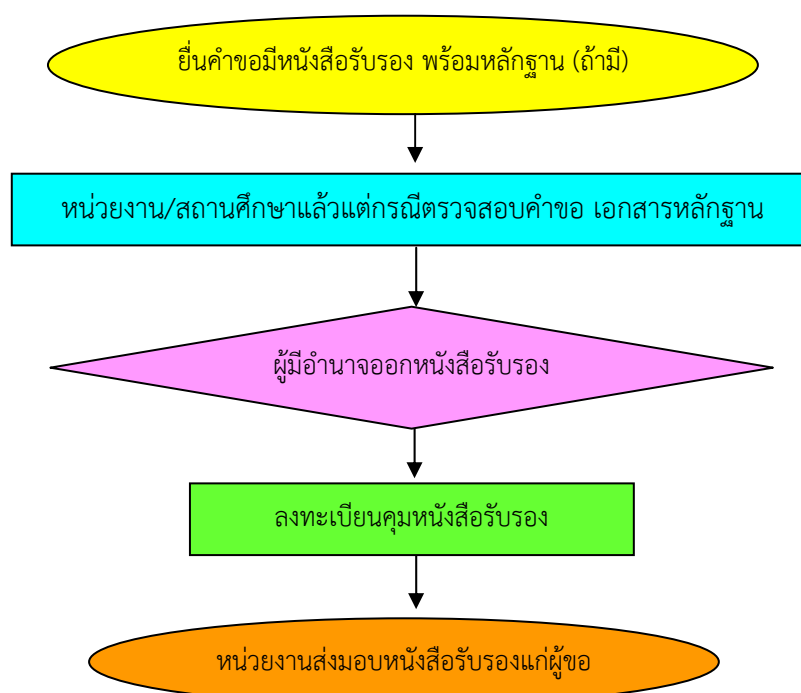 ยื่นคำขอมีหนังสือรับรอง พร้อมหลักฐาน (ถ้ามี)
หน่วยงาน/สถานศึกษาแล้วแต่กรณีตรวจสอบคำขอ เอกสารหลักฐาน
ผู้มีอำนาจออกหนังสือรับรอง
ลงทะเบียนคุมหนังสือรับรอง
หน่วยงานส่งมอบหนังสือรับรองแก่ผู้ขอ